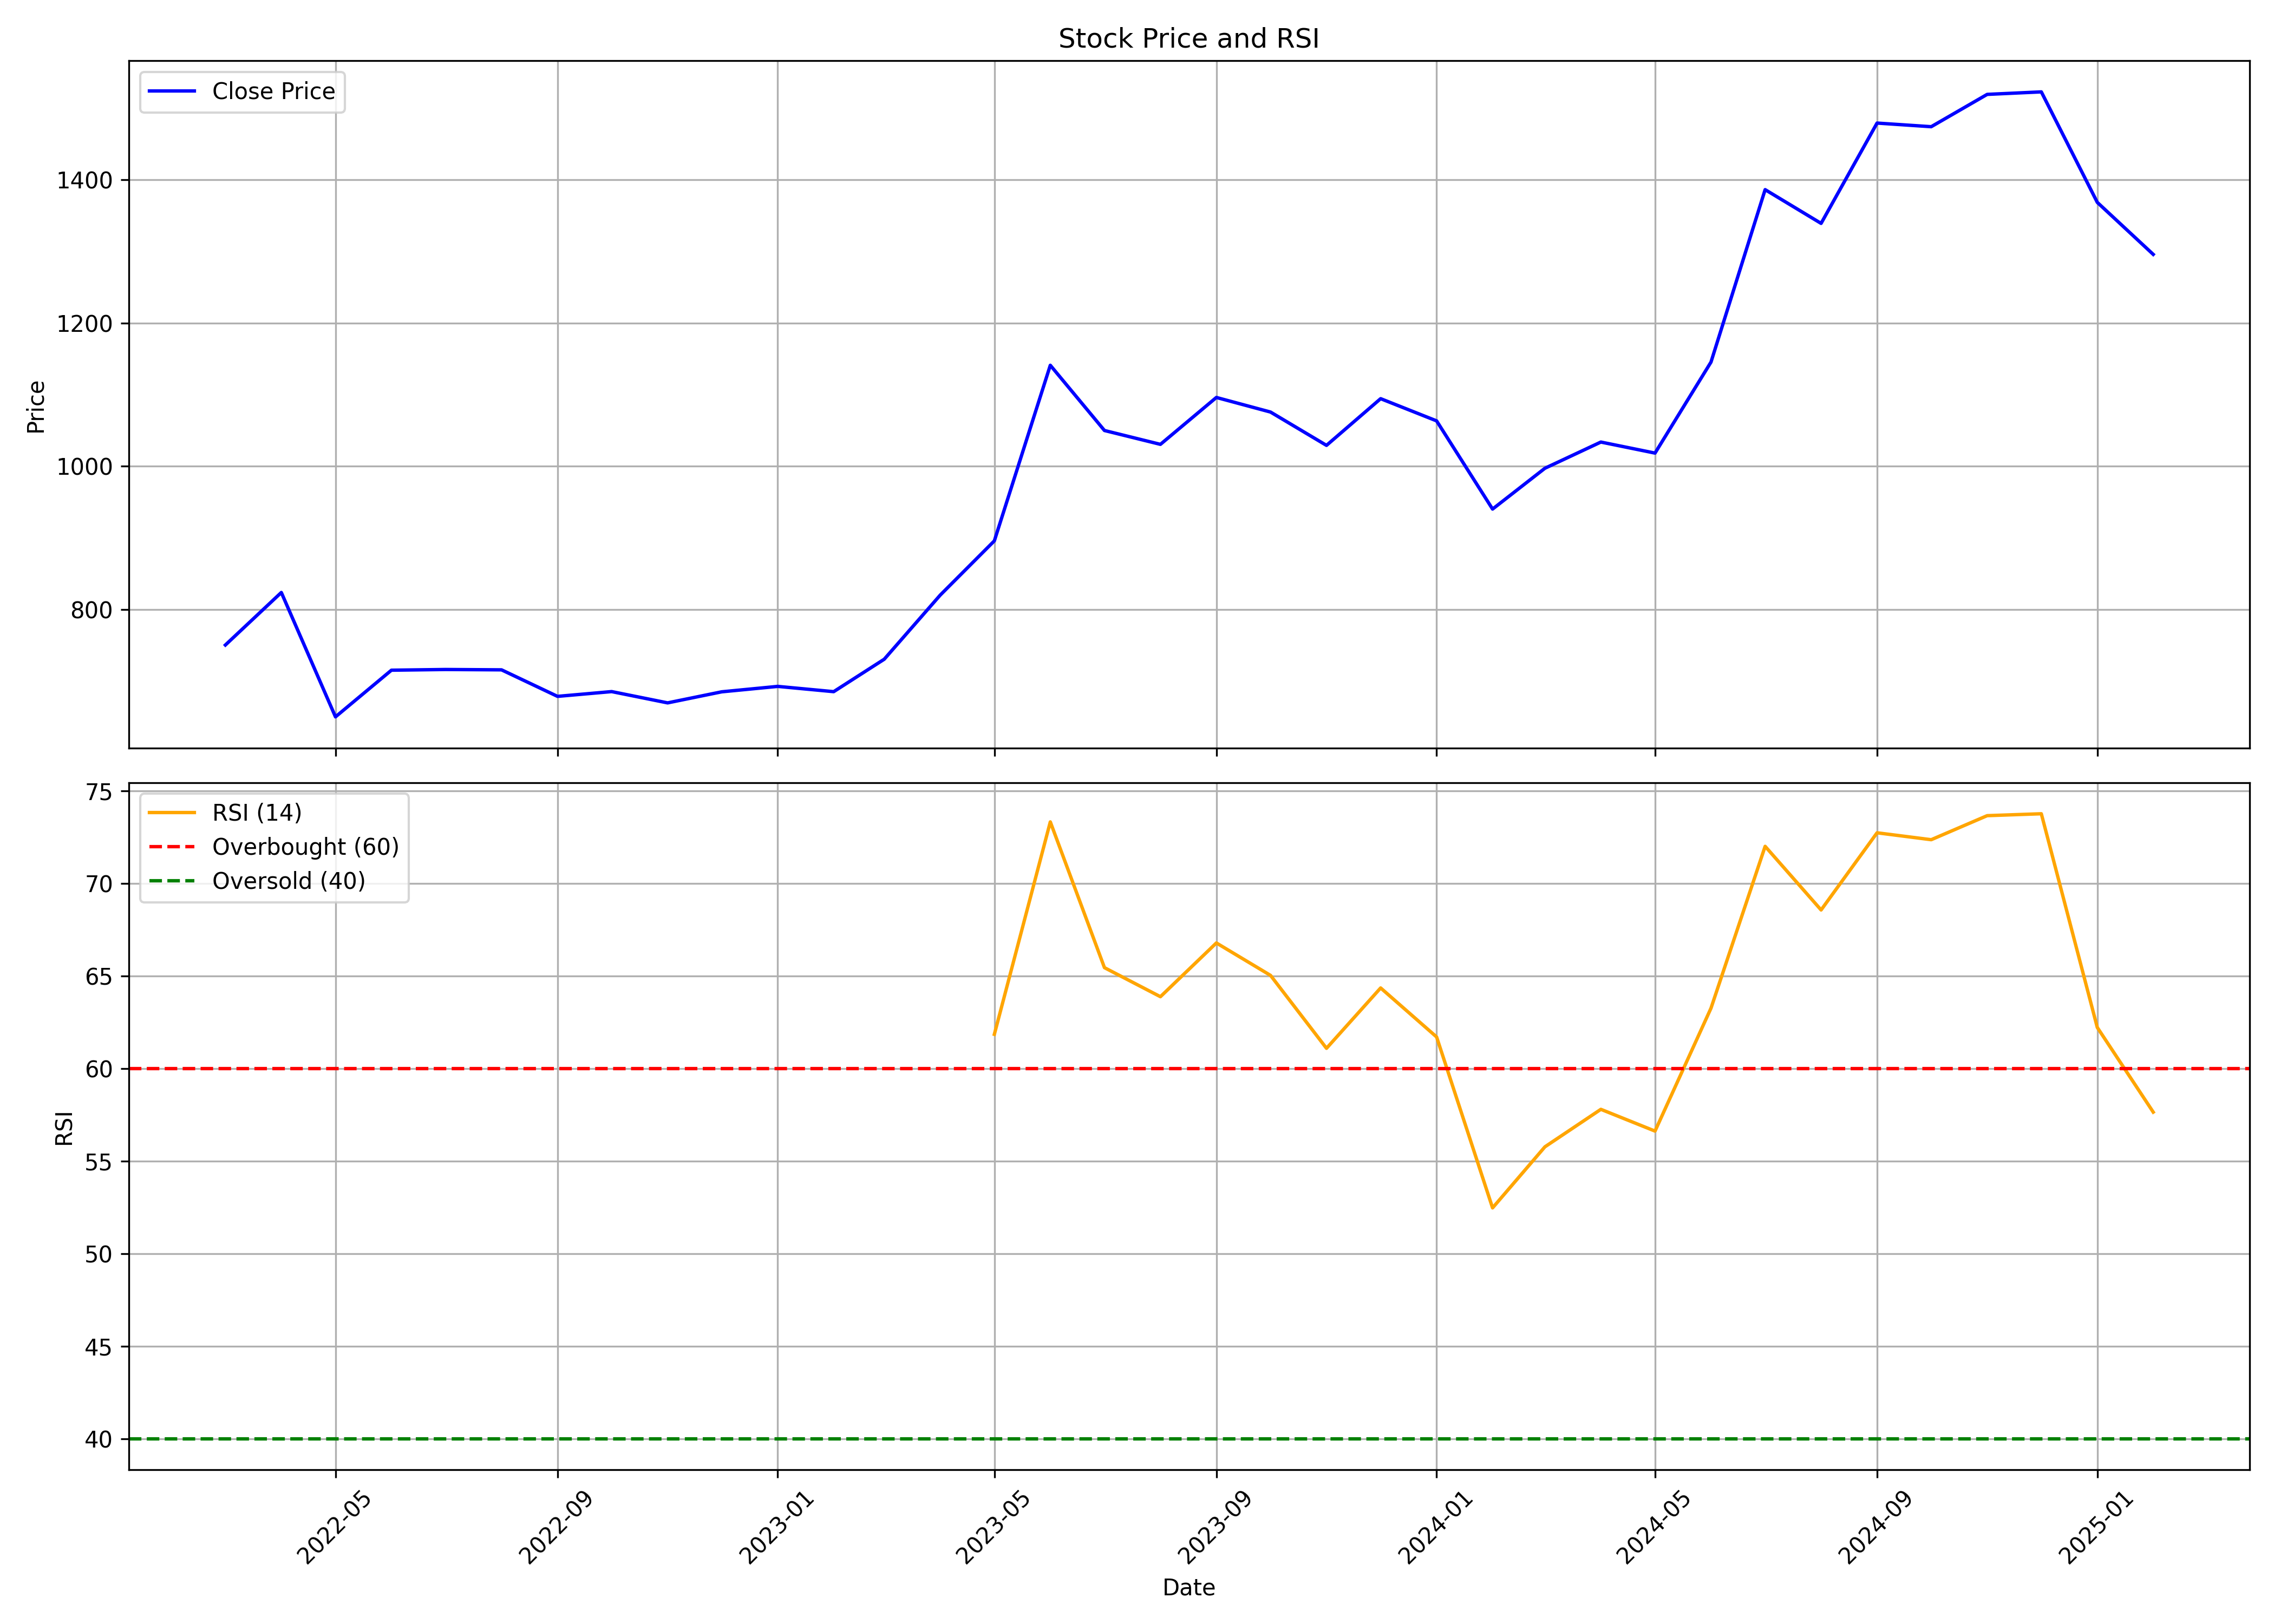 Stock Price and RSI
Close Price
Price
1400
1200
1000
800
RSI (14)
Overbought (60)
Oversold (40)
RSI
75
70
65
60
55
50
45
40
2022-05
2022-09
2023-01
2023-05
2023-09
2024-01
2024-05
2024-09
2025-01
Date